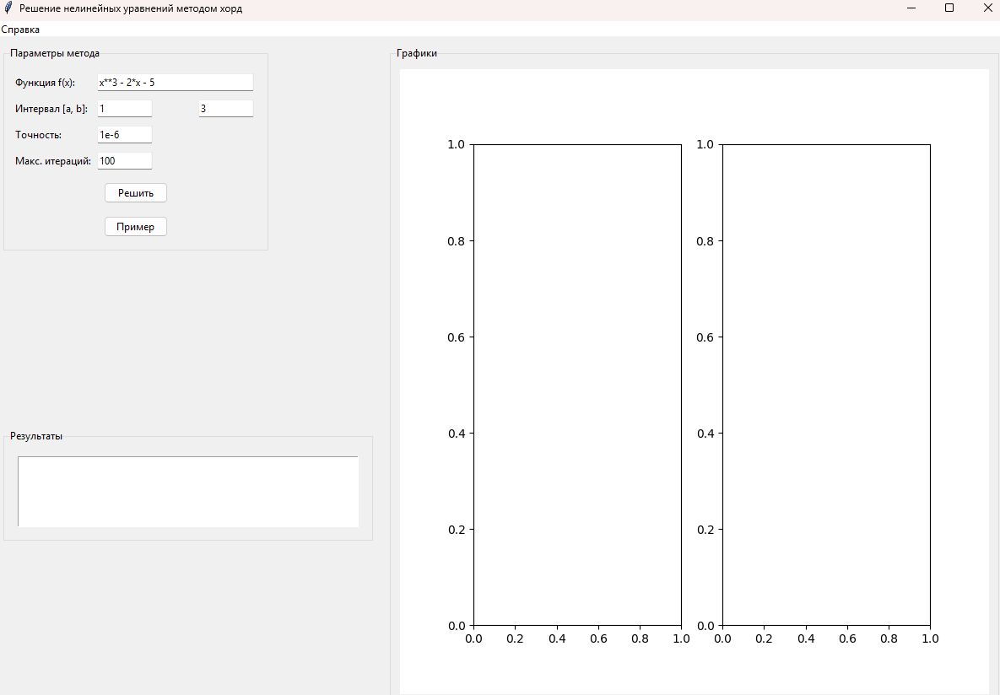 Решение нелинейных уравнений методом хорд
Справка
Параметры метода
Функция f(x): x**3 - 2*x - 5
Интервал [a, b]: 1 3
Точность: 1e-6
Макс. итераций: 100
Решить
Пример
Результаты
Графики
1.0
0.8
0.6
0.4
0.2
0.0
0.0 0.2 0.4 0.6 0.8 1.0
1.0
0.8
0.6
0.4
0.2
0.0
0.0 0.2 0.4 0.6 0.8 1.0